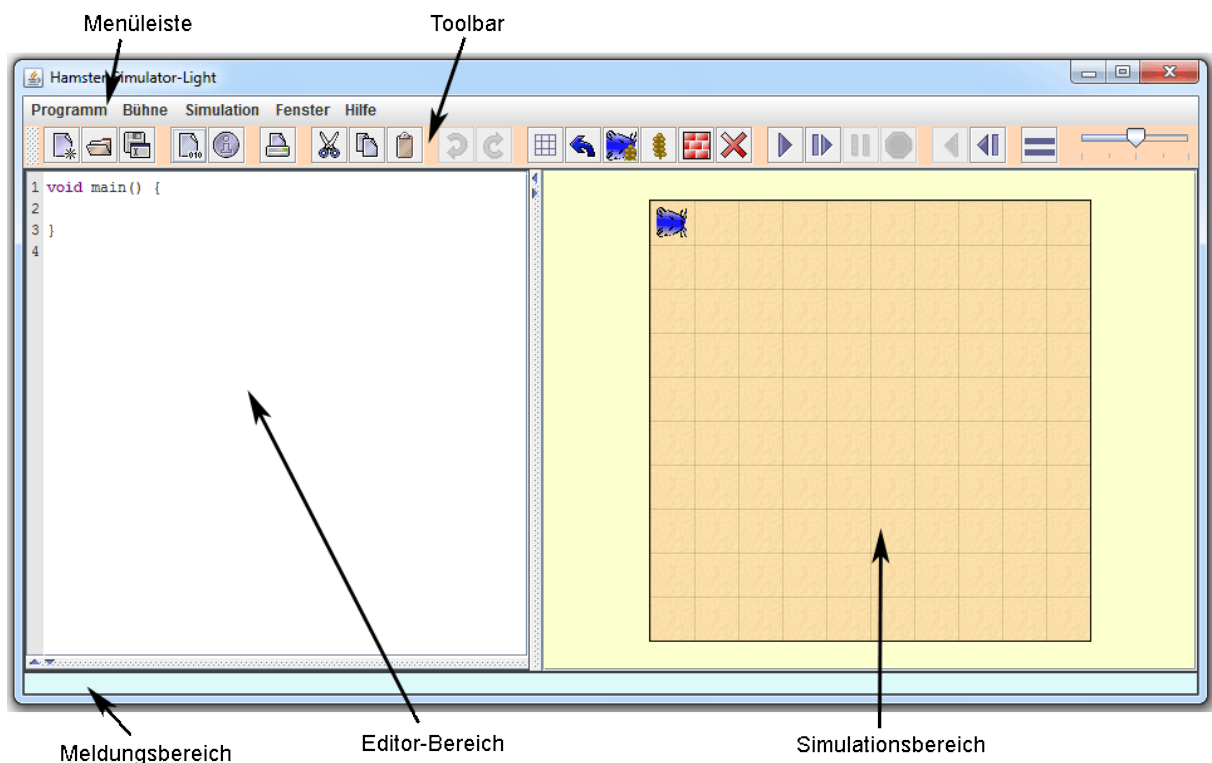 Menüleiste
Toolbar
Hamster-Simulator-Light
Programm Bühne Simulation Fenster Hilfe
1 void main() {
2
3 }
4
Meldungsbereich
Editor-Bereich
Simulationsbereich